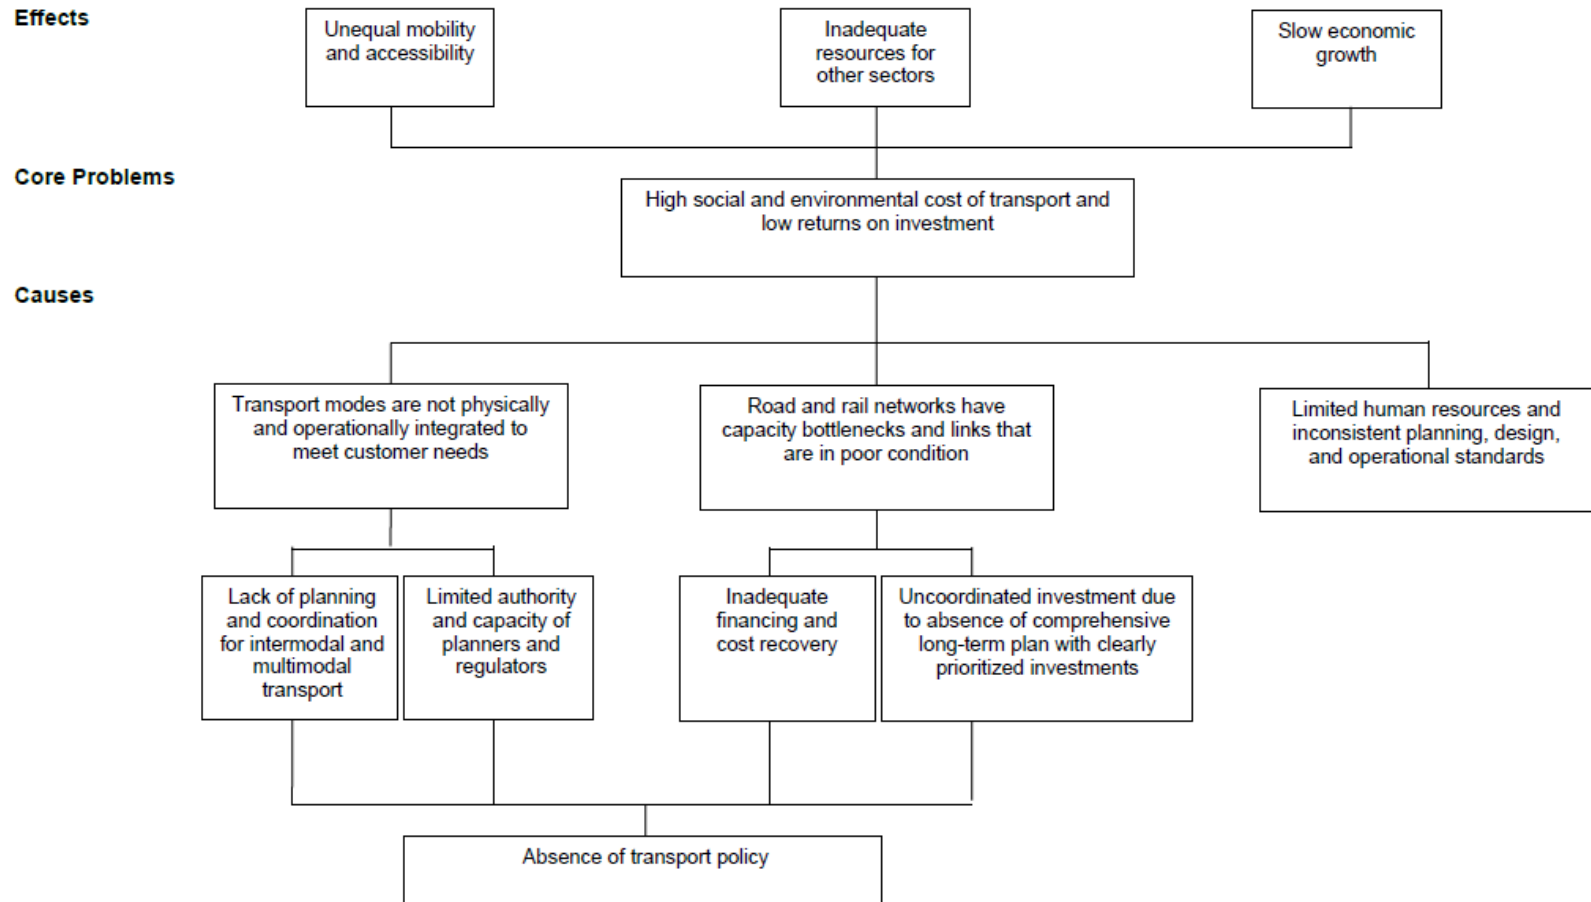 Effects
Unequal mobility
and accessibility
Inadequate
resources for
other sectors
Slow economic
growth
Core Problems
High social and environmental cost of transport and
low returns on investment
Causes
Transport modes are not physically
and operationally integrated to
meet customer needs
Road and rail networks have
capacity bottlenecks and links that
are in poor condition
Limited human resources and
inconsistent planning, design,
and operational standards
Lack of planning
and coordination
for intermodal and
multimodal
transport
Limited authority
and capacity of
planners and
regulators
Inadequate
financing and
cost recovery
Uncoordinated investment due
to absence of comprehensive
long-term plan with clearly
prioritized investments
Absence of transport policy